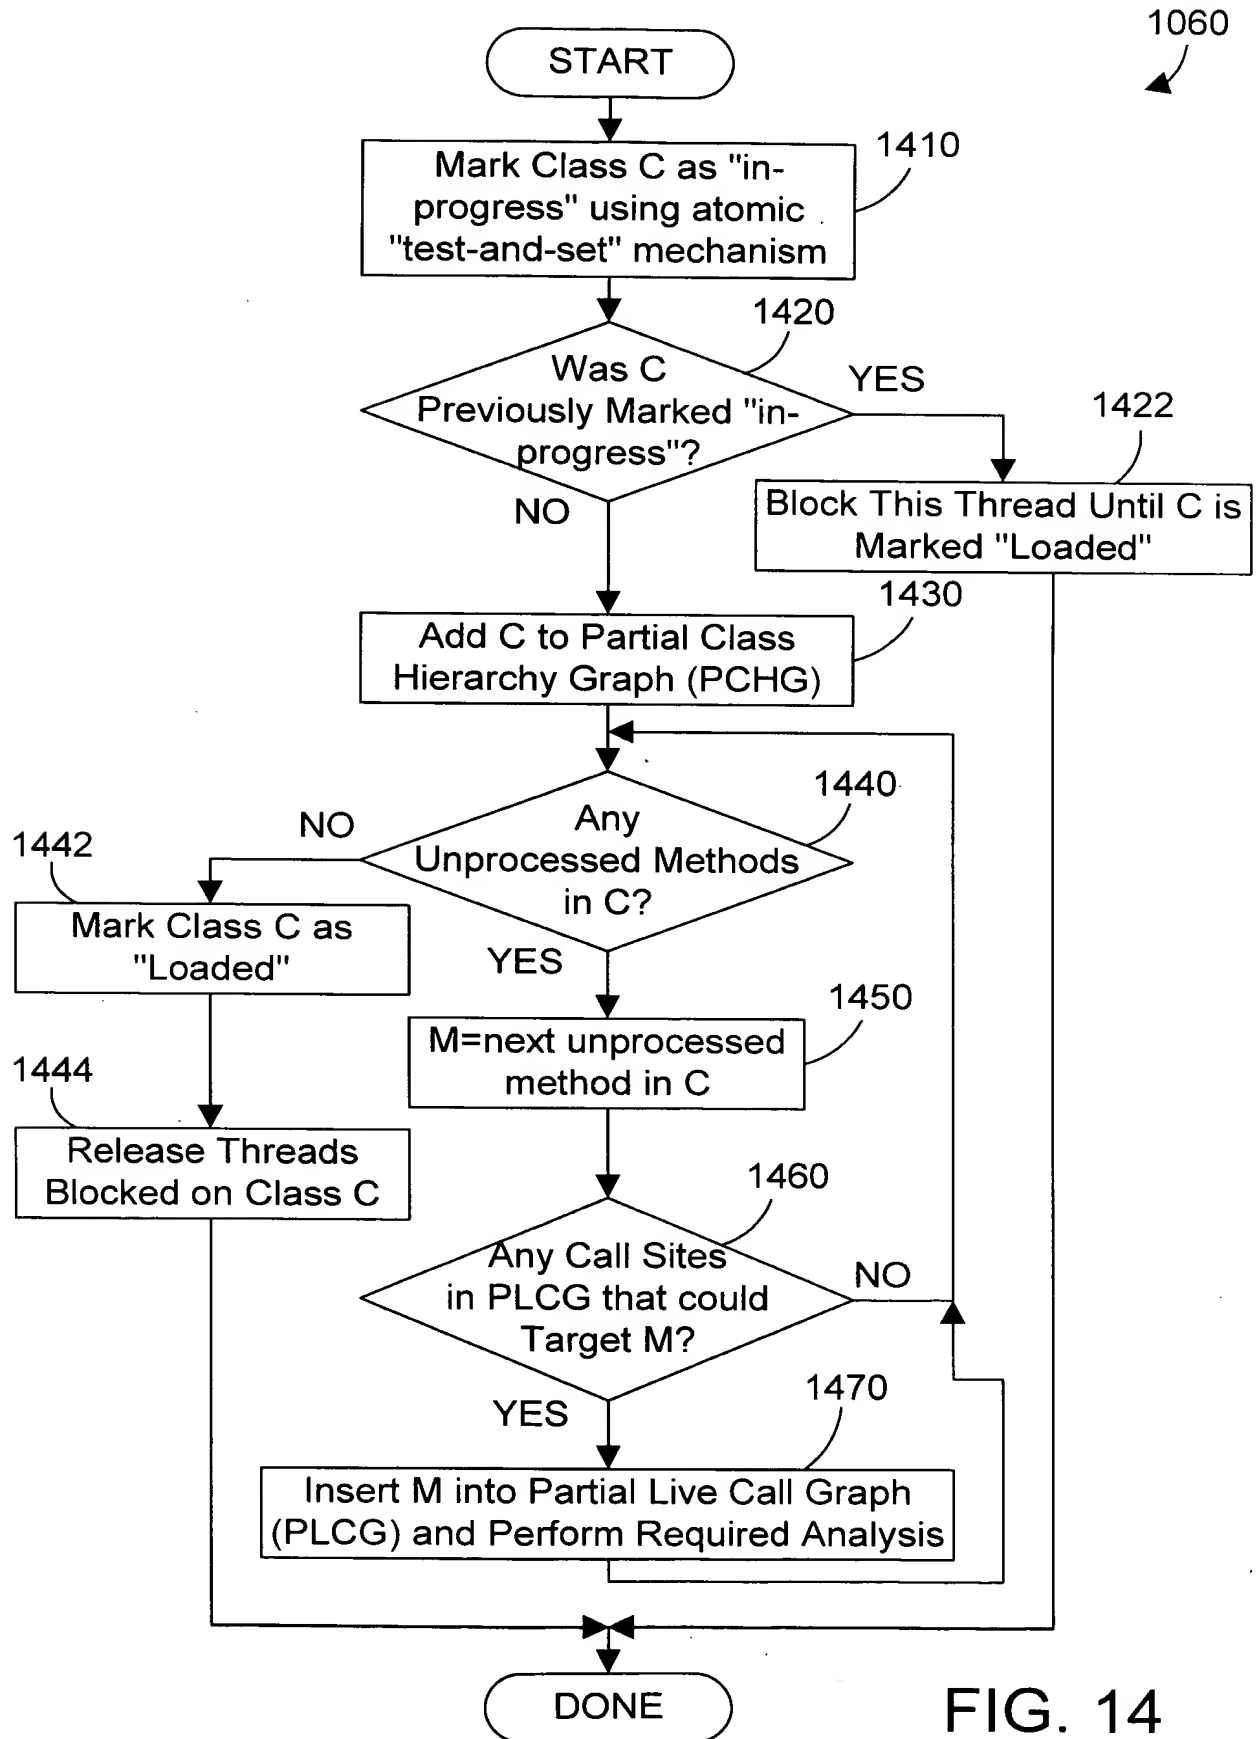 1060
START
1410
Mark Class C as "in-
progress" using atomic
"test-and-set" mechanism
1420
Was C
Previously Marked "in-
progress"?
YES
1422
NO
Block This Thread Until C is
Marked "Loaded"
1430
Add C to Partial Class
Hierarchy Graph (PCHG)
1440
NO
Any
Unprocessed Methods
in C?
1442
Mark Class C as
"Loaded"
YES
1450
M=next unprocessed
method in C
1444
Release Threads
Blocked on Class C
1460
Any Call Sites
in PLCG that could
Target M?
NO
YES
1470
Insert M into Partial Live Call Graph
(PLCG) and Perform Required Analysis
DONE
FIG. 14